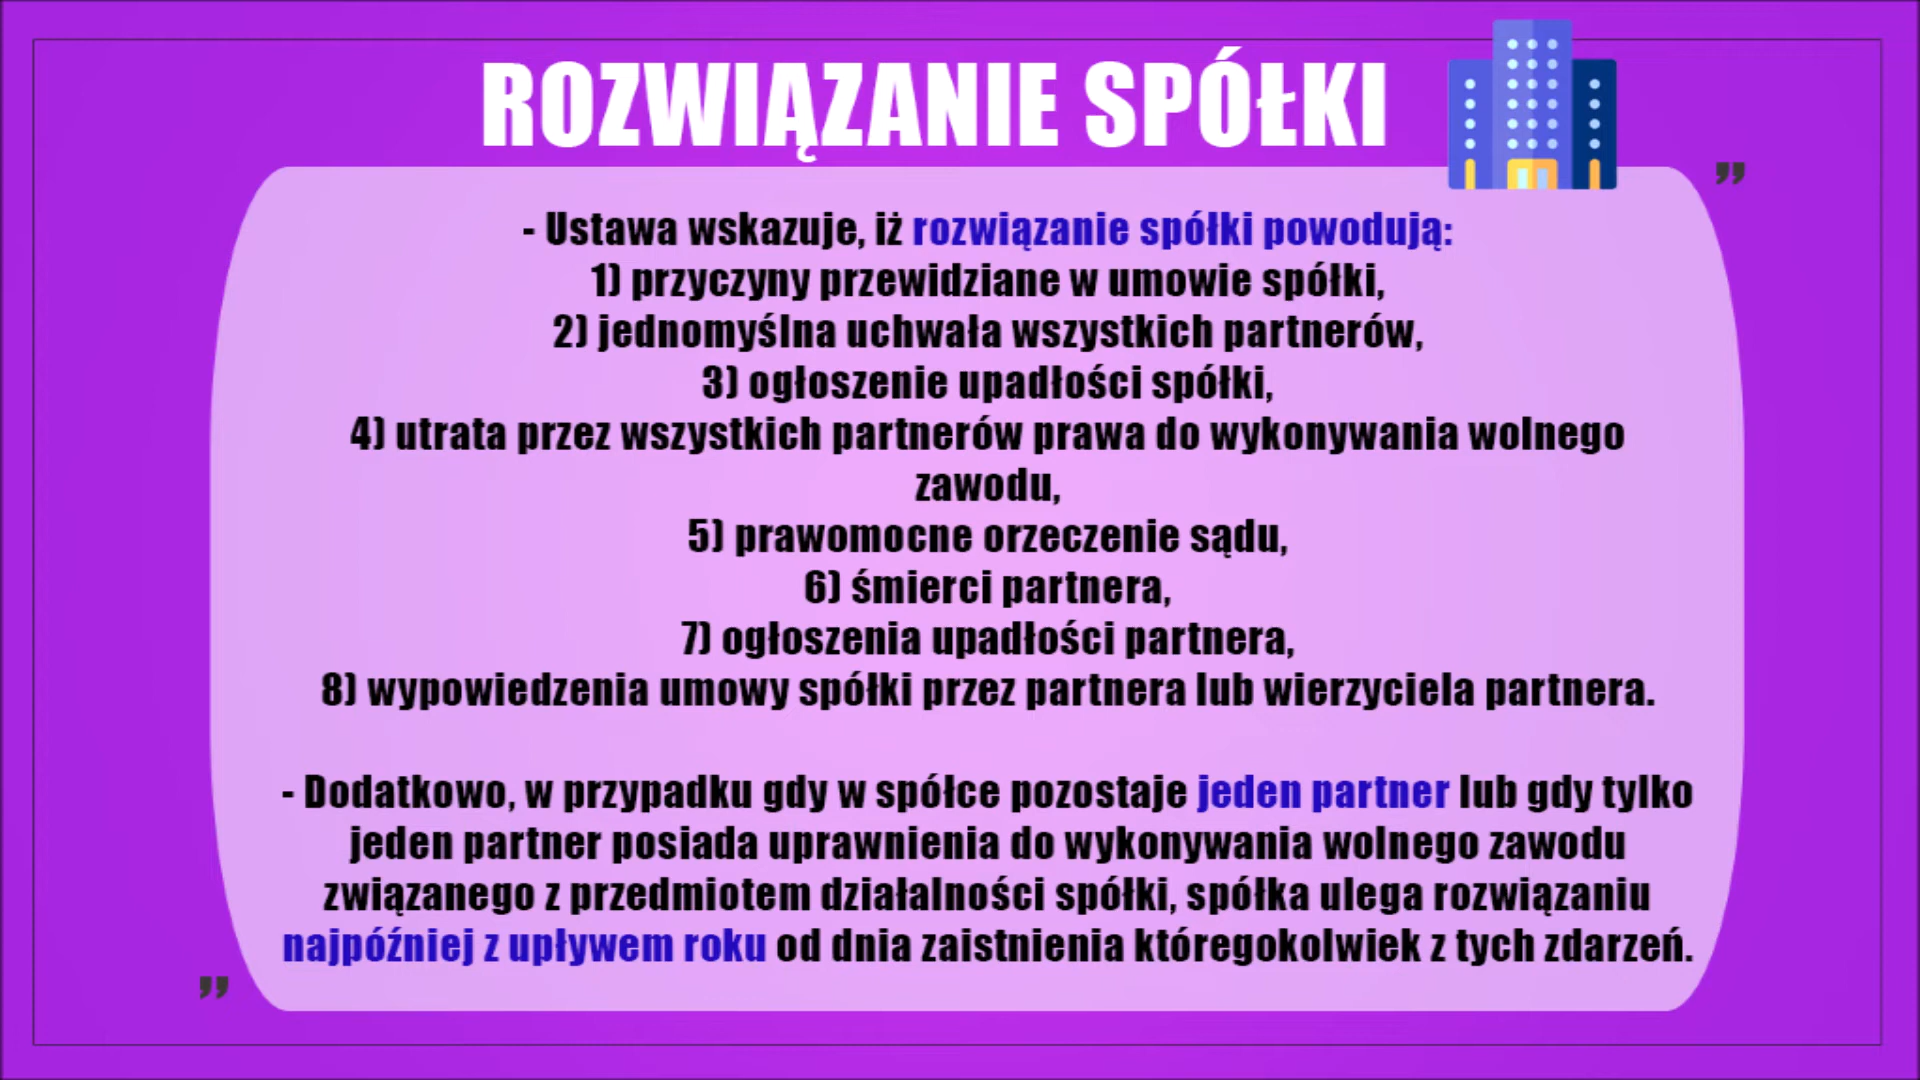 ROZWIĄZANIE SPÓŁKI
”
- Ustawa wskazuje, iż rozwiązanie spółki powodują:
1) przyczyny przewidziane w umowie spółki,
2) jednomyślna uchwała wszystkich partnerów,
3) ogłoszenie upadłości spółki,
4) utrata przez wszystkich partnerów prawa do wykonywania wolnego
zawodu,
5) prawomocne orzeczenie sądu,
6) śmierci partnera,
7) ogłoszenia upadłości partnera,
8) wypowiedzenia umowy spółki przez partnera lub wierzyciela partnera.
- Dodatkowo, w przypadku gdy w spółce pozostaje jeden partner lub gdy tylko
jeden partner posiada uprawnienia do wykonywania wolnego zawodu
związanego z przedmiotem działalności spółki, spółka ulega rozwiązaniu
najpóźniej z upływem roku od dnia zaistnienia któregokolwiek z tych zdarzeń.
”